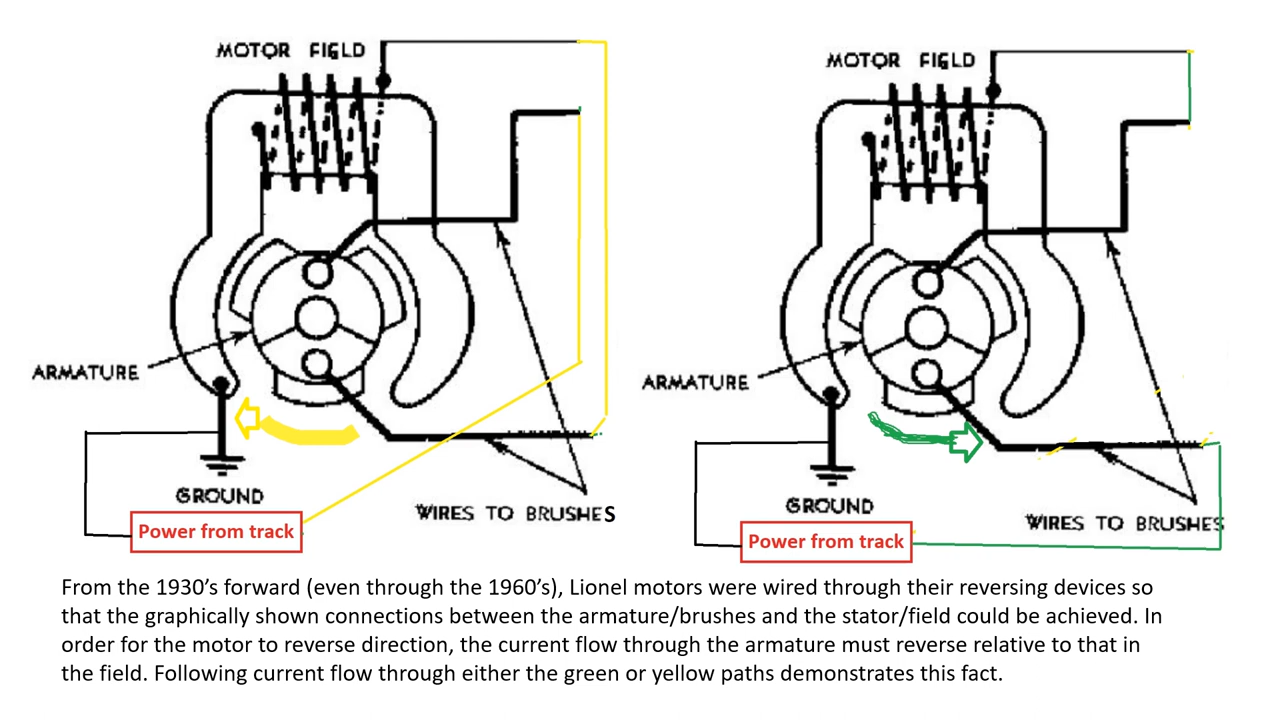 MOTOR FIELD
ARMATURE
GROUND
Power from track
WIRES TO BRUSHES
MOTOR FIELD
ARMATURE
GROUND
Power from track
WIRES TO BRUSHES
From the 1930’s forward (even through the 1960’s), Lionel motors were wired through their reversing devices so
that the graphically shown connections between the armature/brushes and the stator/field could be achieved. In
order for the motor to reverse direction, the current flow through the armature must reverse relative to that in
the field. Following current flow through either the green or yellow paths demonstrates this fact.